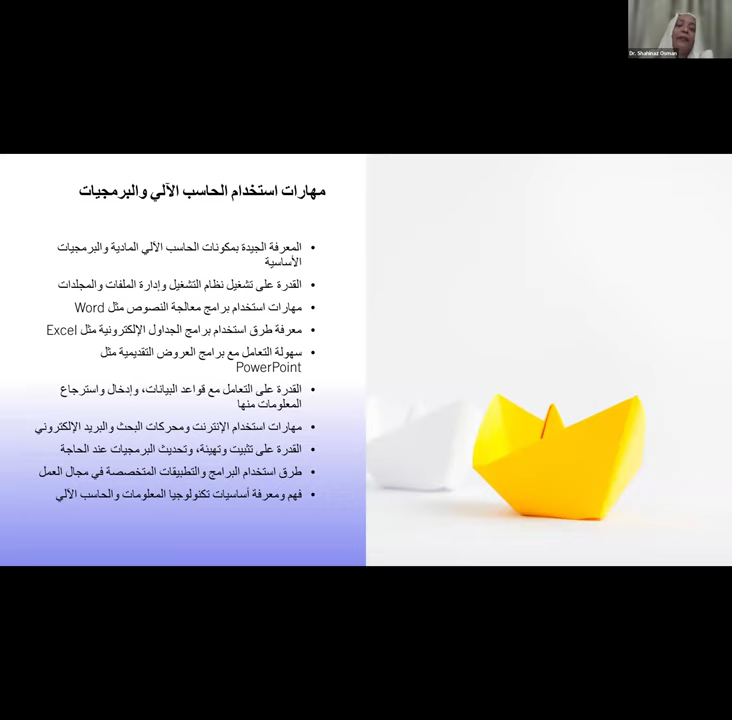 Dr. Shahinaz Osman
مهارات استخدام الحاسب الآلي والبرمجيات
• المعرفة الجيدة بمكونات الحاسب الآلي المادية والبرمجيات
الأساسية
• القدرة على تشغيل نظام التشغيل وإدارة الملفات والمجلدات
• مهارات استخدام برامج معالجة النصوص مثل Word
• معرفة طرق استخدام برامج الجداول الإلكترونية مثل Excel
• سهولة التعامل مع برامج العروض التقديمية مثل
PowerPoint
• القدرة على التعامل مع قواعد البيانات، وإدخال واسترجاع
المعلومات منها
• مهارات استخدام الإنترنت ومحركات البحث والبريد الإلكتروني
• القدرة على تثبيت وتهيئة، وتحديث البرمجيات عند الحاجة
• طرق استخدام البرامج والتطبيقات المتخصصة في مجال العمل
• فهم ومعرفة أساسيات تكنولوجيا المعلومات والحاسب الآلي